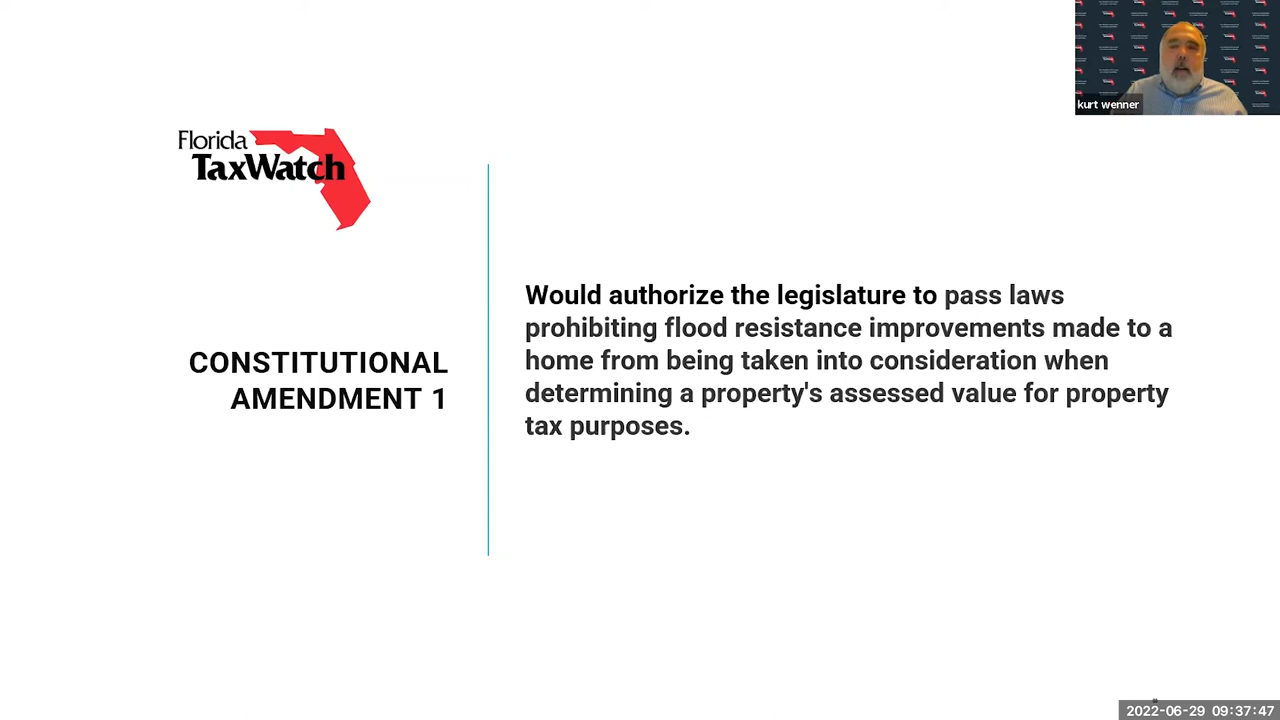 kurt wenner
Florida
TaxWatch
CONSTITUTIONAL
AMENDMENT 1
Would authorize the legislature to pass laws
prohibiting flood resistance improvements made to a
home from being taken into consideration when
determining a property's assessed value for property
tax purposes.
2022-06-29 09:37:47